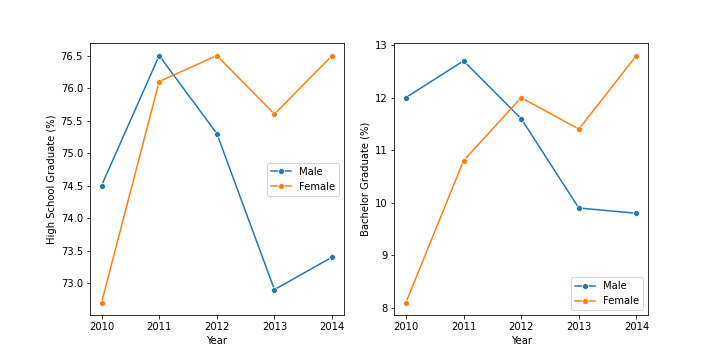 High School Graduate (%)
76.5
76.0
75.5
75.0
74.5
74.0
73.5
73.0
2010 2011 2012 2013 2014
Year
Male
Female
Bachelor Graduate (%)
13
12
11
10
9
8
2010 2011 2012 2013 2014
Year
Male
Female